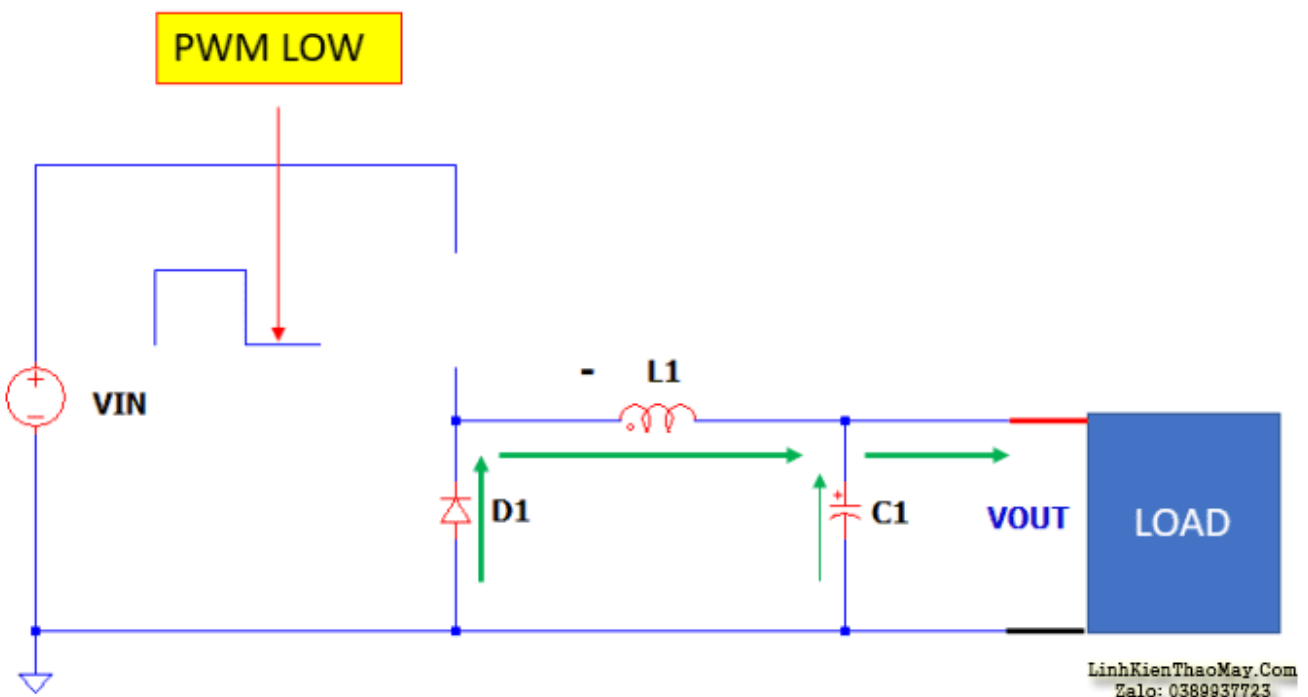 PWM LOW
+
-
VIN
- L1
D1
+
C1
VOUT
LOAD
LinhKienThaoMay.Com
Zalo: 0389937723